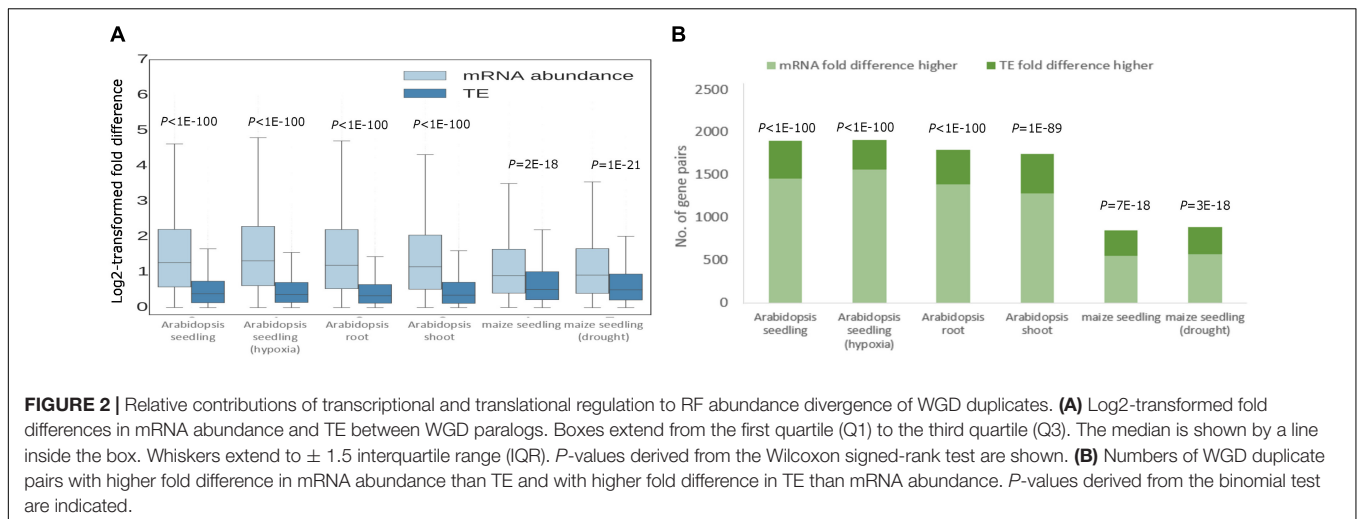 A
Log2-transformed fold difference
7
6
5
4
3
2
1
0
mRNA abundance
TE
P<1E-100
P<1E-100
P<1E-100
P<1E-100
P=2E-18
P=1E-21
Arabidopsis
seedling
Arabidopsis
seedling
(hypoxia)
Arabidopsis
root
Arabidopsis
shoot
maize seedling
maize seedling
(drought)
B
mRNA fold difference higher
TE fold difference higher
No. of gene pairs
2500
2000
1500
1000
500
0
P<1E-100
P<1E-100
P<1E-100
P=1E-89
P=7E-18
P=3E-18
Arabidopsis
seedling
Arabidopsis
seedling
(hypoxia)
Arabidopsis
root
Arabidopsis
shoot
maize seedling
maize seedling
(drought)
FIGURE 2 | Relative contributions of transcriptional and translational regulation to RF abundance divergence of WGD duplicates. (A) Log2-transformed fold
differences in mRNA abundance and TE between WGD paralogs. Boxes extend from the first quartile (Q1) to the third quartile (Q3). The median is shown by a line
inside the box. Whiskers extend to ± 1.5 interquartile range (IQR). P-values derived from the Wilcoxon signed-rank test are shown. (B) Numbers of WGD duplicate
pairs with higher fold difference in mRNA abundance than TE and with higher fold difference in TE than mRNA abundance. P-values derived from the binomial test
are indicated.